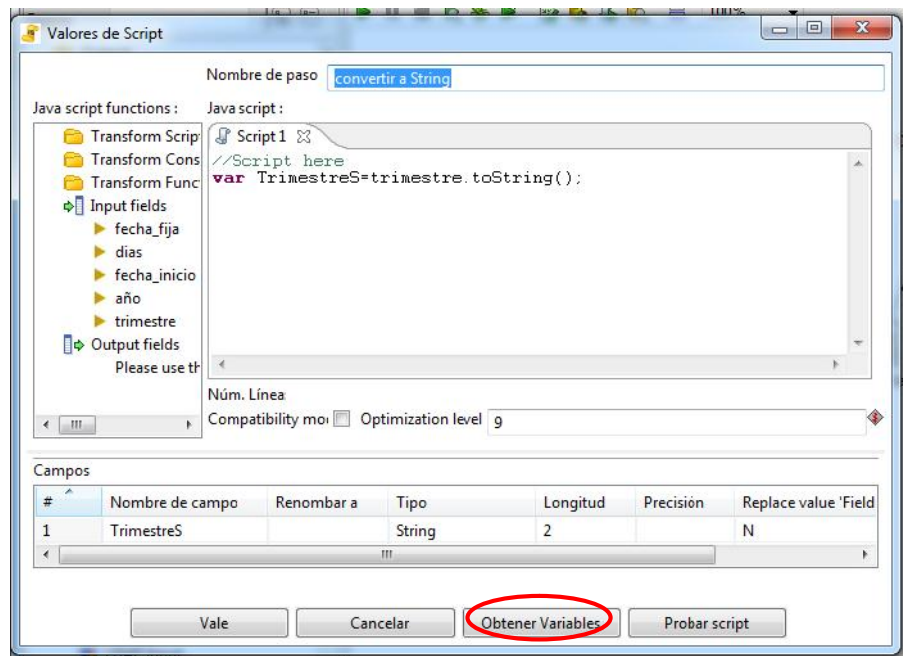 100%
Valores de Script
Nombre de paso convertir a String
Java script functions : Java script :
Transform Scrip
Transform Cons
Transform Func
Input fields
fecha_fija
dias
fecha_inicio
año
trimestre
Output fields
Please use th
Script 1
//Script here
var TrimestreS=trimestre.toString();
Núm. Línea
Compatibility mo Optimization level 9
Campos
# Nombre de campo Renombar a Tipo Longitud Precisión Replace value 'Field
1 TrimestreS String 2 N
Vale Cancelar Obtener Variables Probar script